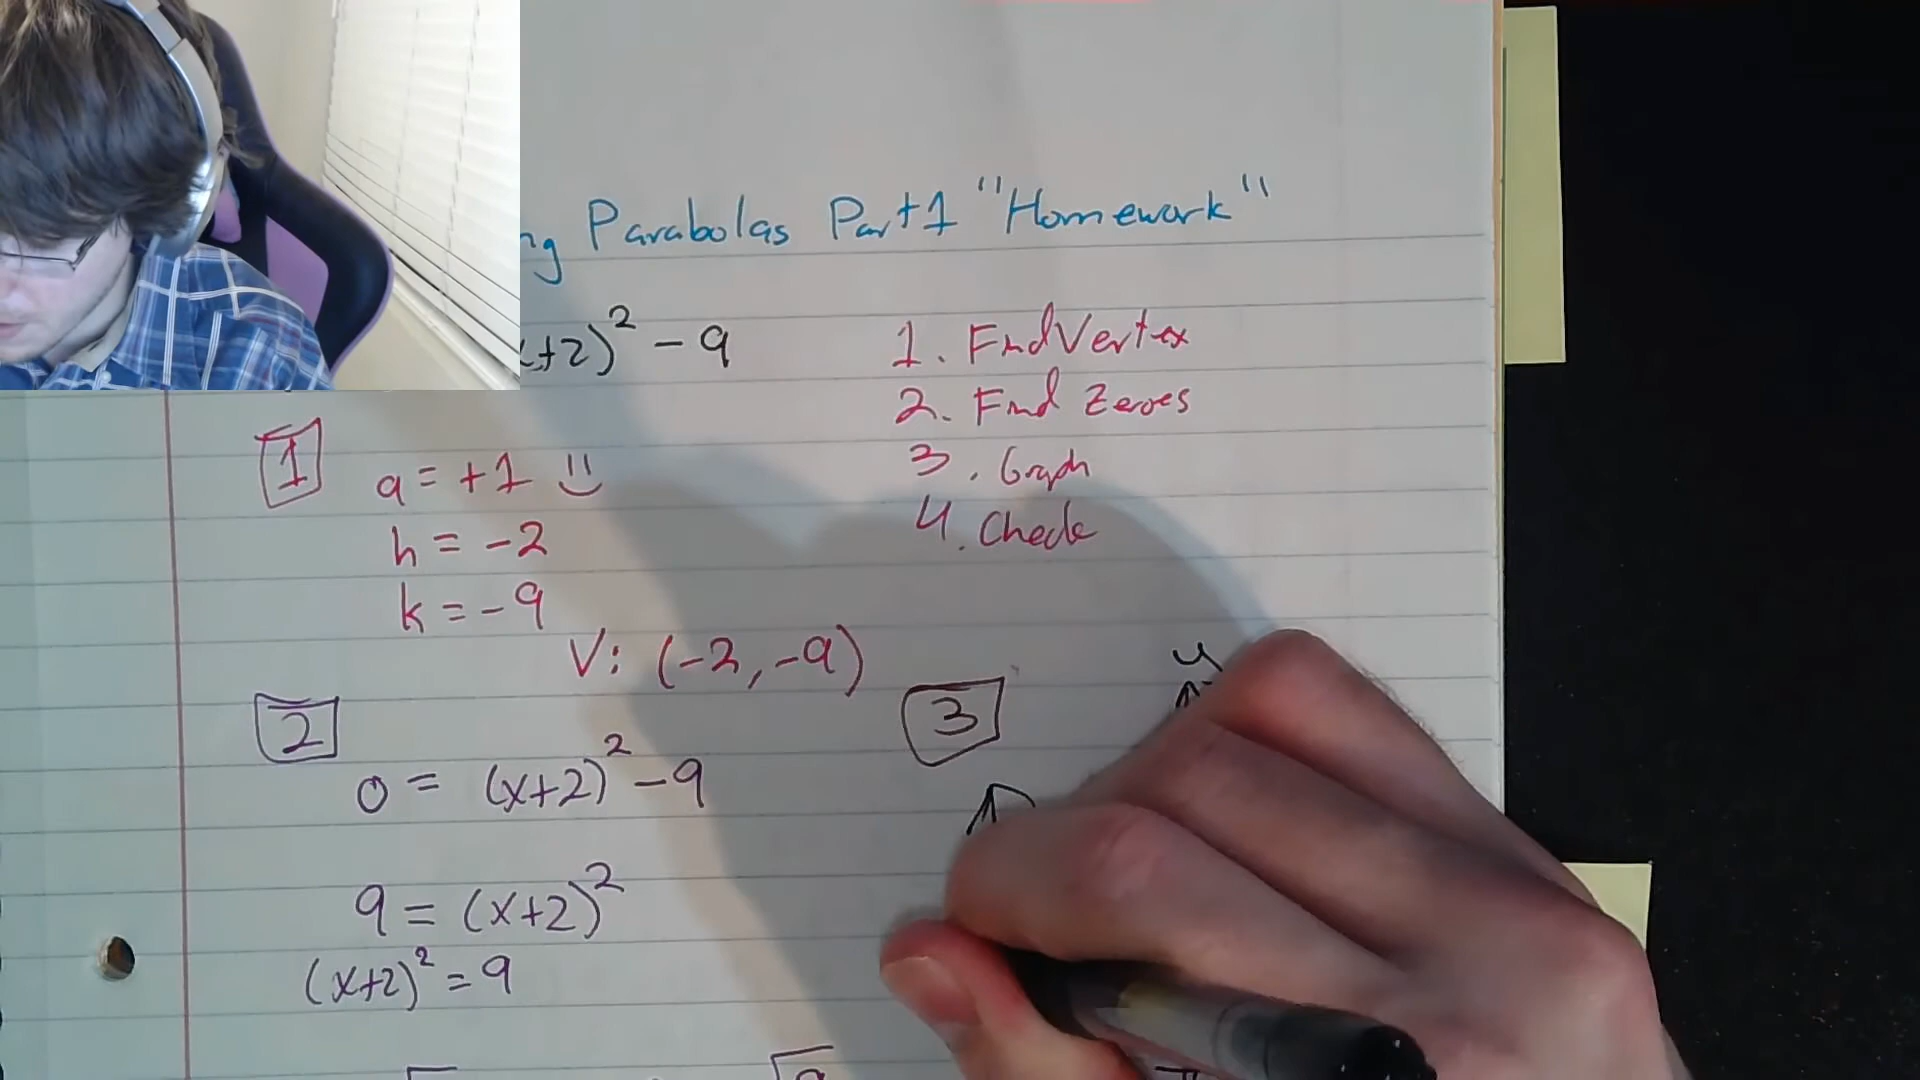 ng Parabolas Part 1 "Homework"
+2)² - 9
1. Find Vertex
2. Find Zeroes
3. Graph
4. Check
1
a = +1
h = -2
k = -9
V: (-2, -9)
2
0 = (x+2)² - 9
9 = (x+2)²
(x+2)² = 9
3
y